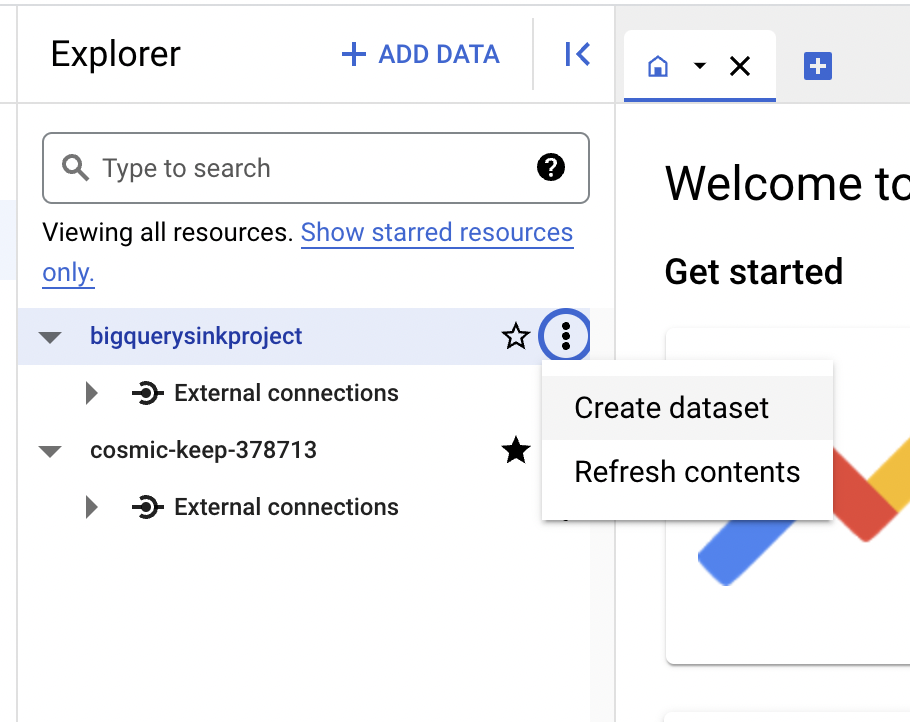 Explorer
+ ADD DATA
Type to search
Viewing all resources. Show starred resources
only.
bigquerysinkproject
External connections
cosmic-keep-378713
External connections
Create dataset
Refresh contents
Welcome to
Get started